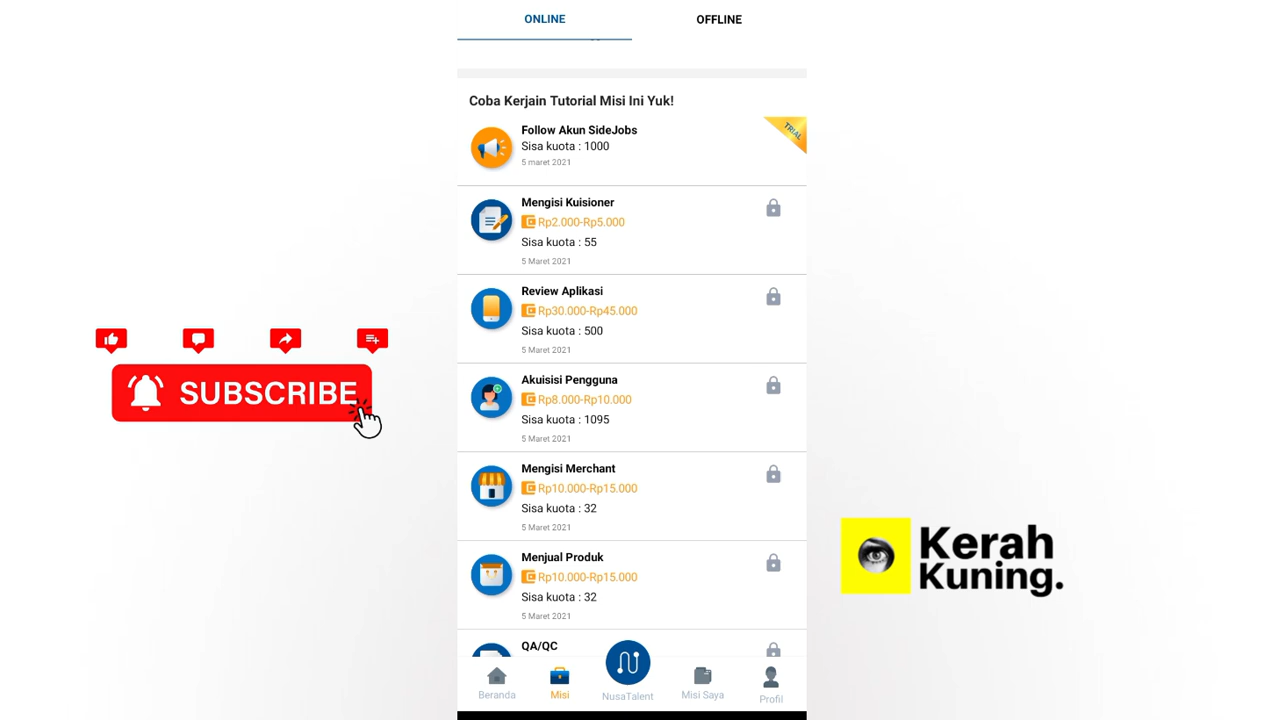 ONLINE
OFFLINE
Coba Kerjain Tutorial Misi Ini Yuk!
Follow Akun SideJobs
TRIAL
Sisa kuota : 1000
5 maret 2021
Mengisi Kuisioner
Rp2.000-Rp5.000
Sisa kuota : 55
5 Maret 2021
Review Aplikasi
Rp30.000-Rp45.000
Sisa kuota : 500
5 Maret 2021
Akuisisi Pengguna
Rp8.000-Rp10.000
Sisa kuota : 1095
5 Maret 2021
Mengisi Merchant
Rp10.000-Rp15.000
Sisa kuota : 32
5 Maret 2021
Menjual Produk
Rp10.000-Rp15.000
Sisa kuota : 32
5 Maret 2021
QA/QC
Beranda
Misi
NusaTalent
Misi Saya
Profil
SUBSCRIBE
Kerah
Kuning.